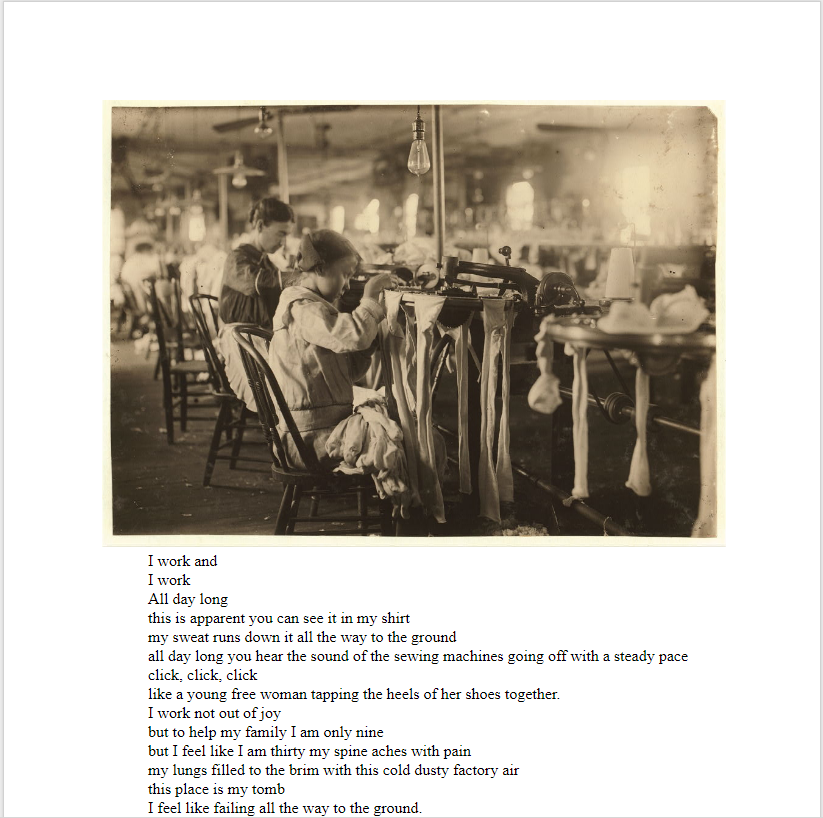 I work and
I work
All day long
this is apparent you can see it in my shirt
my sweat runs down it all the way to the ground
all day long you hear the sound of the sewing machines going off with a steady pace
click, click, click
like a young free woman tapping the heels of her shoes together.
I work not out of joy
but to help my family I am only nine
but I feel like I am thirty my spine aches with pain
my lungs filled to the brim with this cold dusty factory air
this place is my tomb
I feel like failing all the way to the ground.